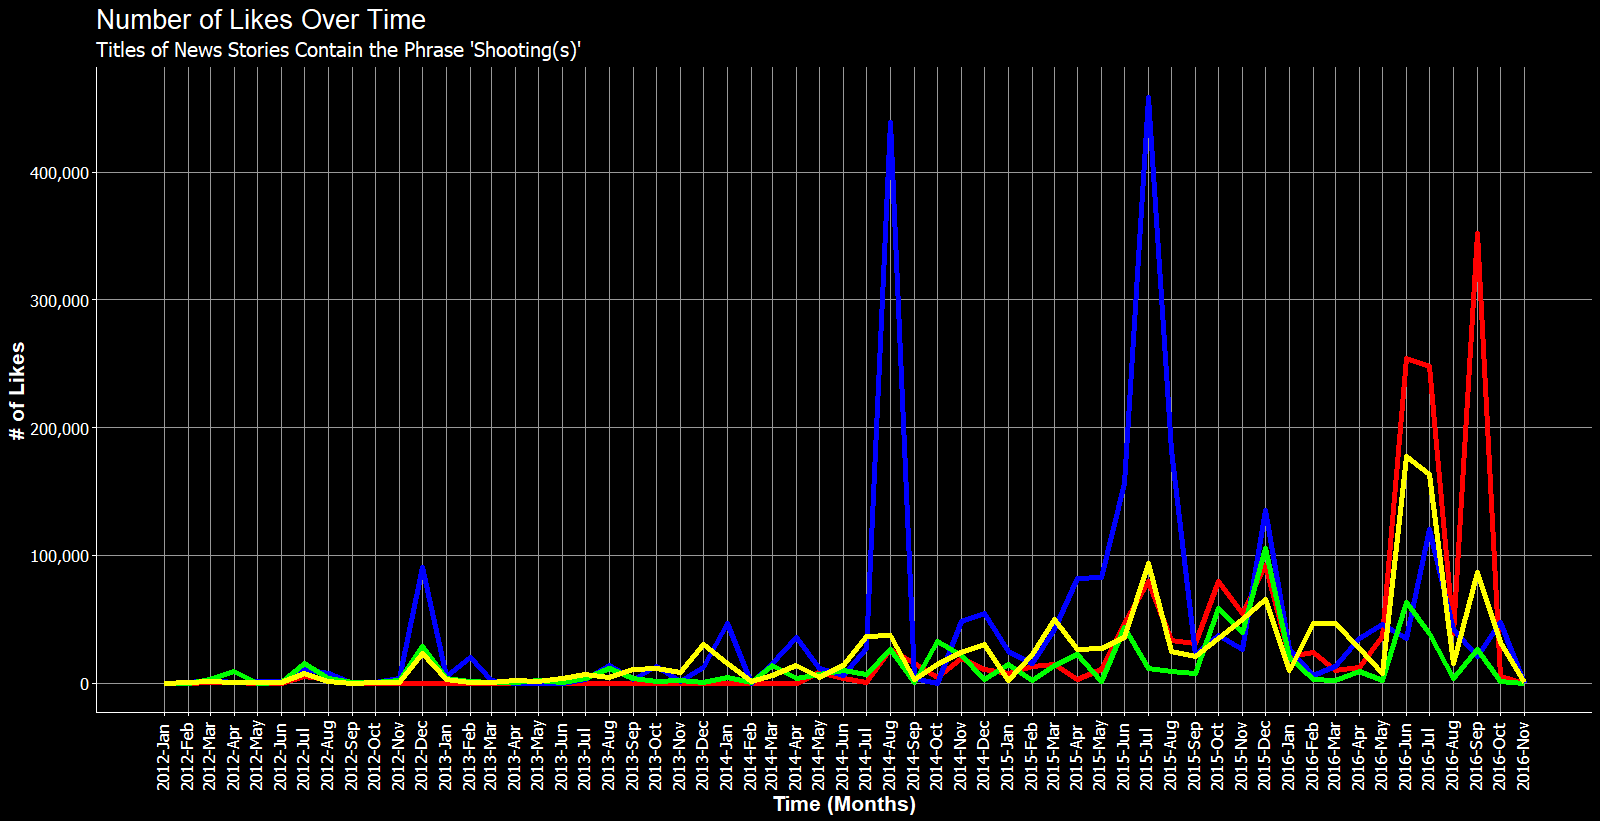 Number of Likes Over Time
Titles of News Stories Contain the Phrase 'Shooting(s)'
# of Likes
400,000
300,000
200,000
100,000
0
2012-Jan
2012-Feb
2012-Mar
2012-Apr
2012-May
2012-Jun
2012-Jul
2012-Aug
2012-Sep
2012-Oct
2012-Nov
2012-Dec
2013-Jan
2013-Feb
2013-Mar
2013-Apr
2013-May
2013-Jun
2013-Jul
2013-Aug
2013-Sep
2013-Oct
2013-Nov
2013-Dec
2014-Jan
2014-Feb
2014-Mar
2014-Apr
2014-May
2014-Jun
2014-Jul
2014-Aug
2014-Sep
2014-Oct
2014-Nov
2014-Dec
2015-Jan
2015-Feb
2015-Mar
2015-Apr
2015-May
2015-Jun
2015-Jul
2015-Aug
2015-Sep
2015-Oct
2015-Nov
2015-Dec
2016-Jan
2016-Feb
2016-Mar
2016-Apr
2016-May
2016-Jun
2016-Jul
2016-Aug
2016-Sep
2016-Oct
2016-Nov
Time (Months)